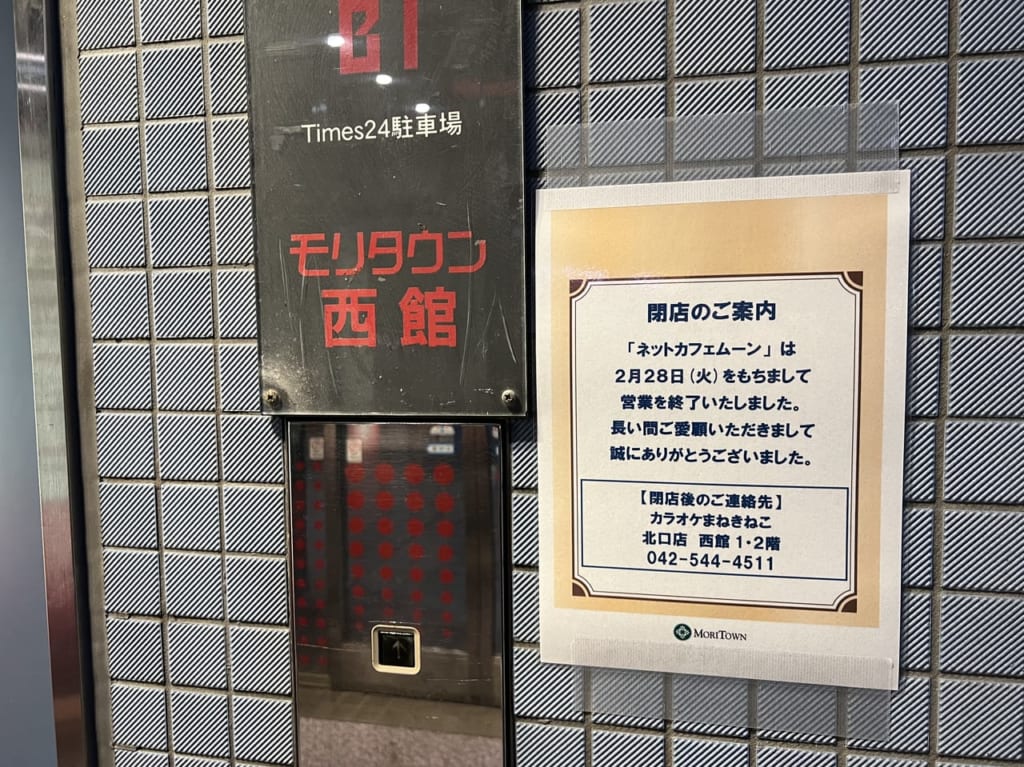 B1
Times24駐車場
モリタウン
西館
閉店のご案内
「ネットカフェムーン」は
2月28日(火)をもちまして
営業を終了いたしました。
長い間ご愛願いただきまして
誠にありがとうございました。
【閉店後のご連絡先】
カラオケまねきねこ
北口店 西館1・2階
042-544-4511
MORITOWN